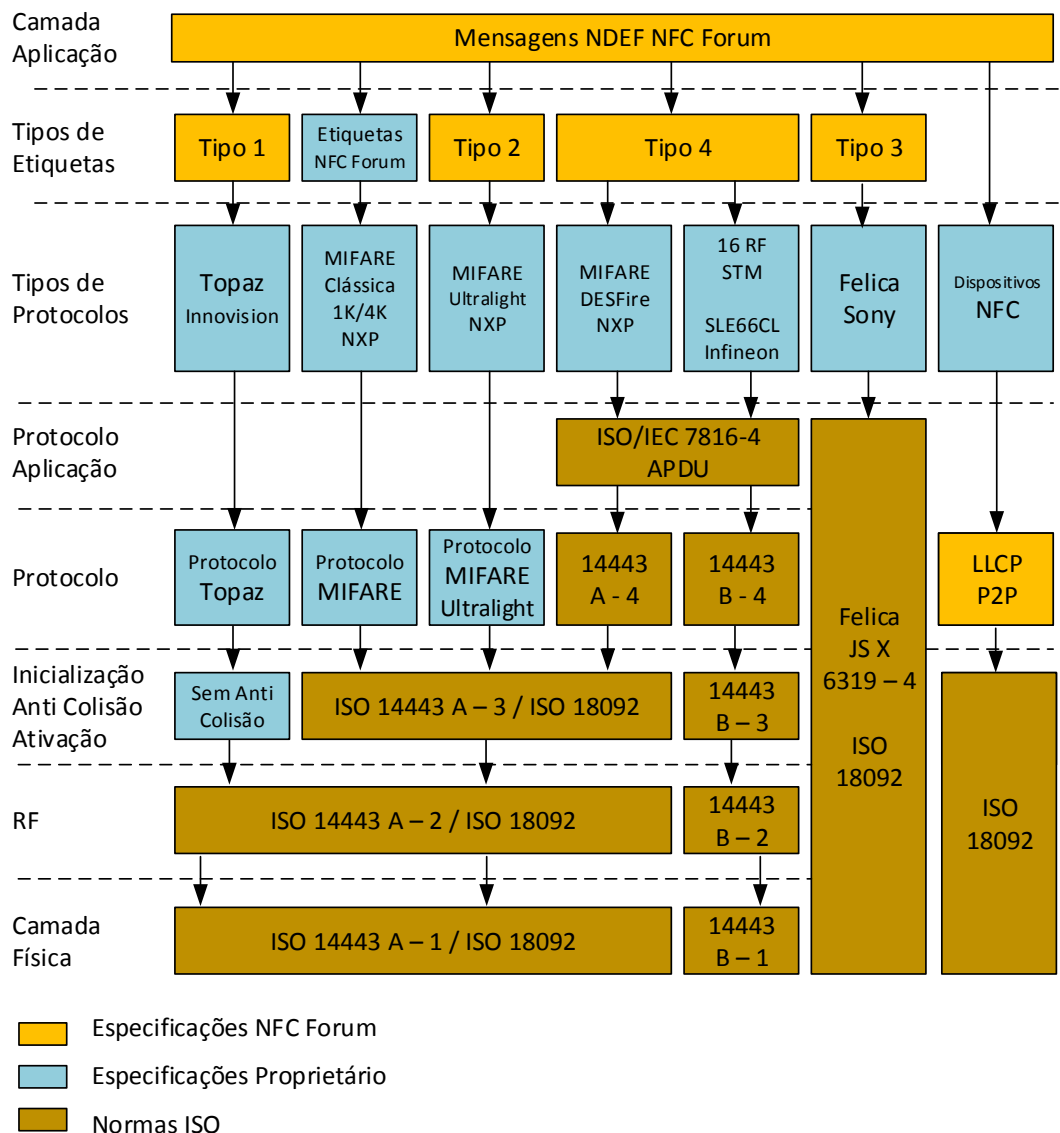 Camada
Aplicação
Mensagens NDEF NFC Forum
Tipos de
Etiquetas
Tipo 1
Etiquetas
NFC Forum
Tipo 2
Tipo 4
Tipo 3
Tipos de
Protocolos
Topaz
Innovision
MIFARE
Clássica
1K/4K
NXP
MIFARE
Ultralight
NXP
MIFARE
DESFire
NXP
16 RF
STM
SLE66CL
Infineon
Felica
Sony
Dispositivos
NFC
Protocolo
Aplicação
ISO/IEC 7816-4
APDU
Protocolo
Protocolo
Topaz
Protocolo
MIFARE
Protocolo
MIFARE
Ultralight
14443
A - 4
14443
B - 4
Felica
JS X
6319 – 4
ISO
18092
LLCP
P2P
Inicialização
Anti Colisão
Ativação
Sem Anti
Colisão
ISO 14443 A – 3 / ISO 18092
14443
B – 3
ISO
18092
RF
ISO 14443 A – 2 / ISO 18092
14443
B – 2
Camada
Física
ISO 14443 A – 1 / ISO 18092
14443
B – 1
Especificações NFC Forum
Especificações Proprietário
Normas ISO